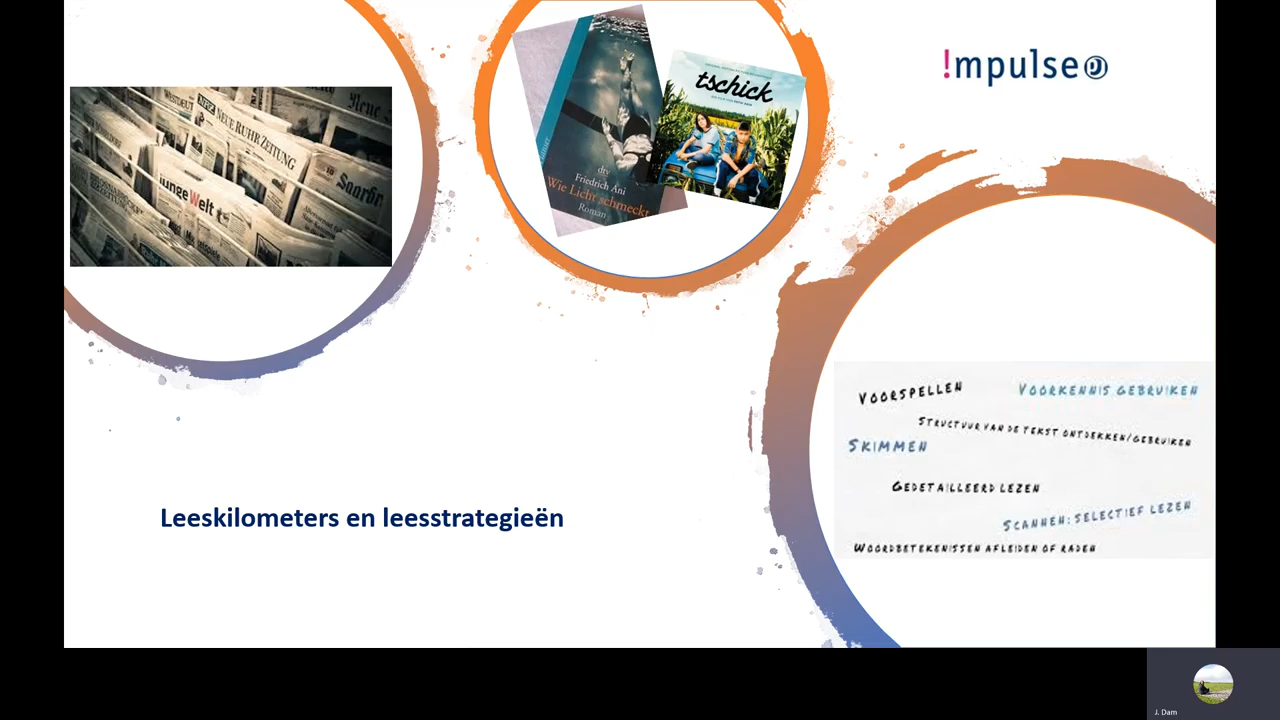 NEUE RUHR ZEITUNG
junge Welt
dtv
Friedrich Ani
Wie Licht schmeckt
Roman
tschick
!mpulse
VOORSPELLEN
VOORKENNIS GEBRUIKEN
STRUCTUUR VAN DE TEKST ONTDEKKEN/GEBRUIKEN
SKIMMEN
GEDETAILLEERD LEZEN
SCANNEN: SELECTIEF LEZEN
WOORDBETEKENISSEN AFLEIDEN OF RADEN
Leeskilometers en leesstrategieën
J. Dam